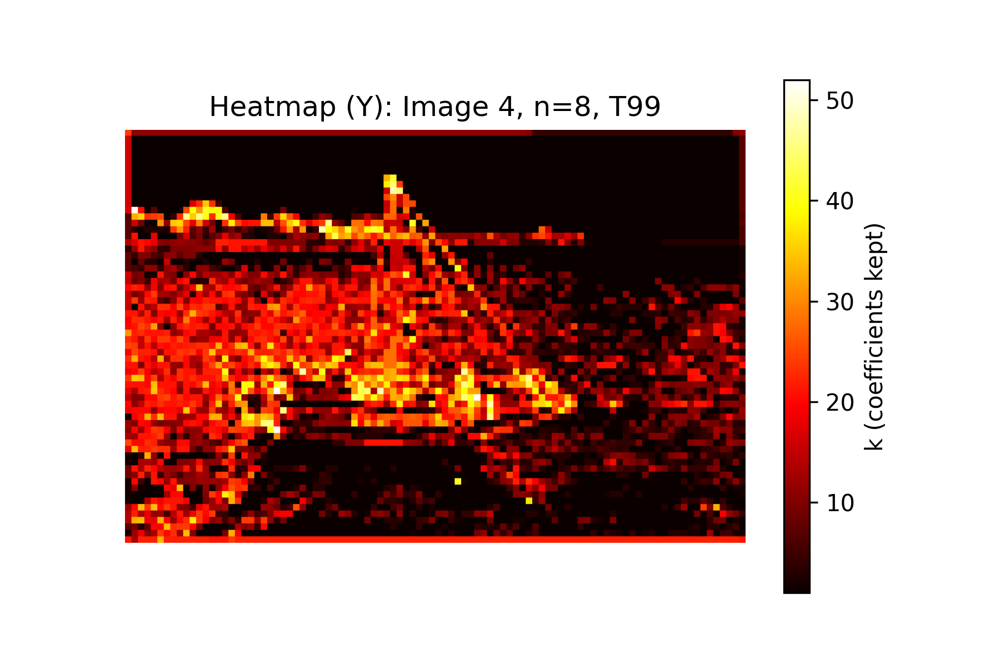 Heatmap (Y): Image 4, n=8, T99
50
40
30
20
10
k (coefficients kept)